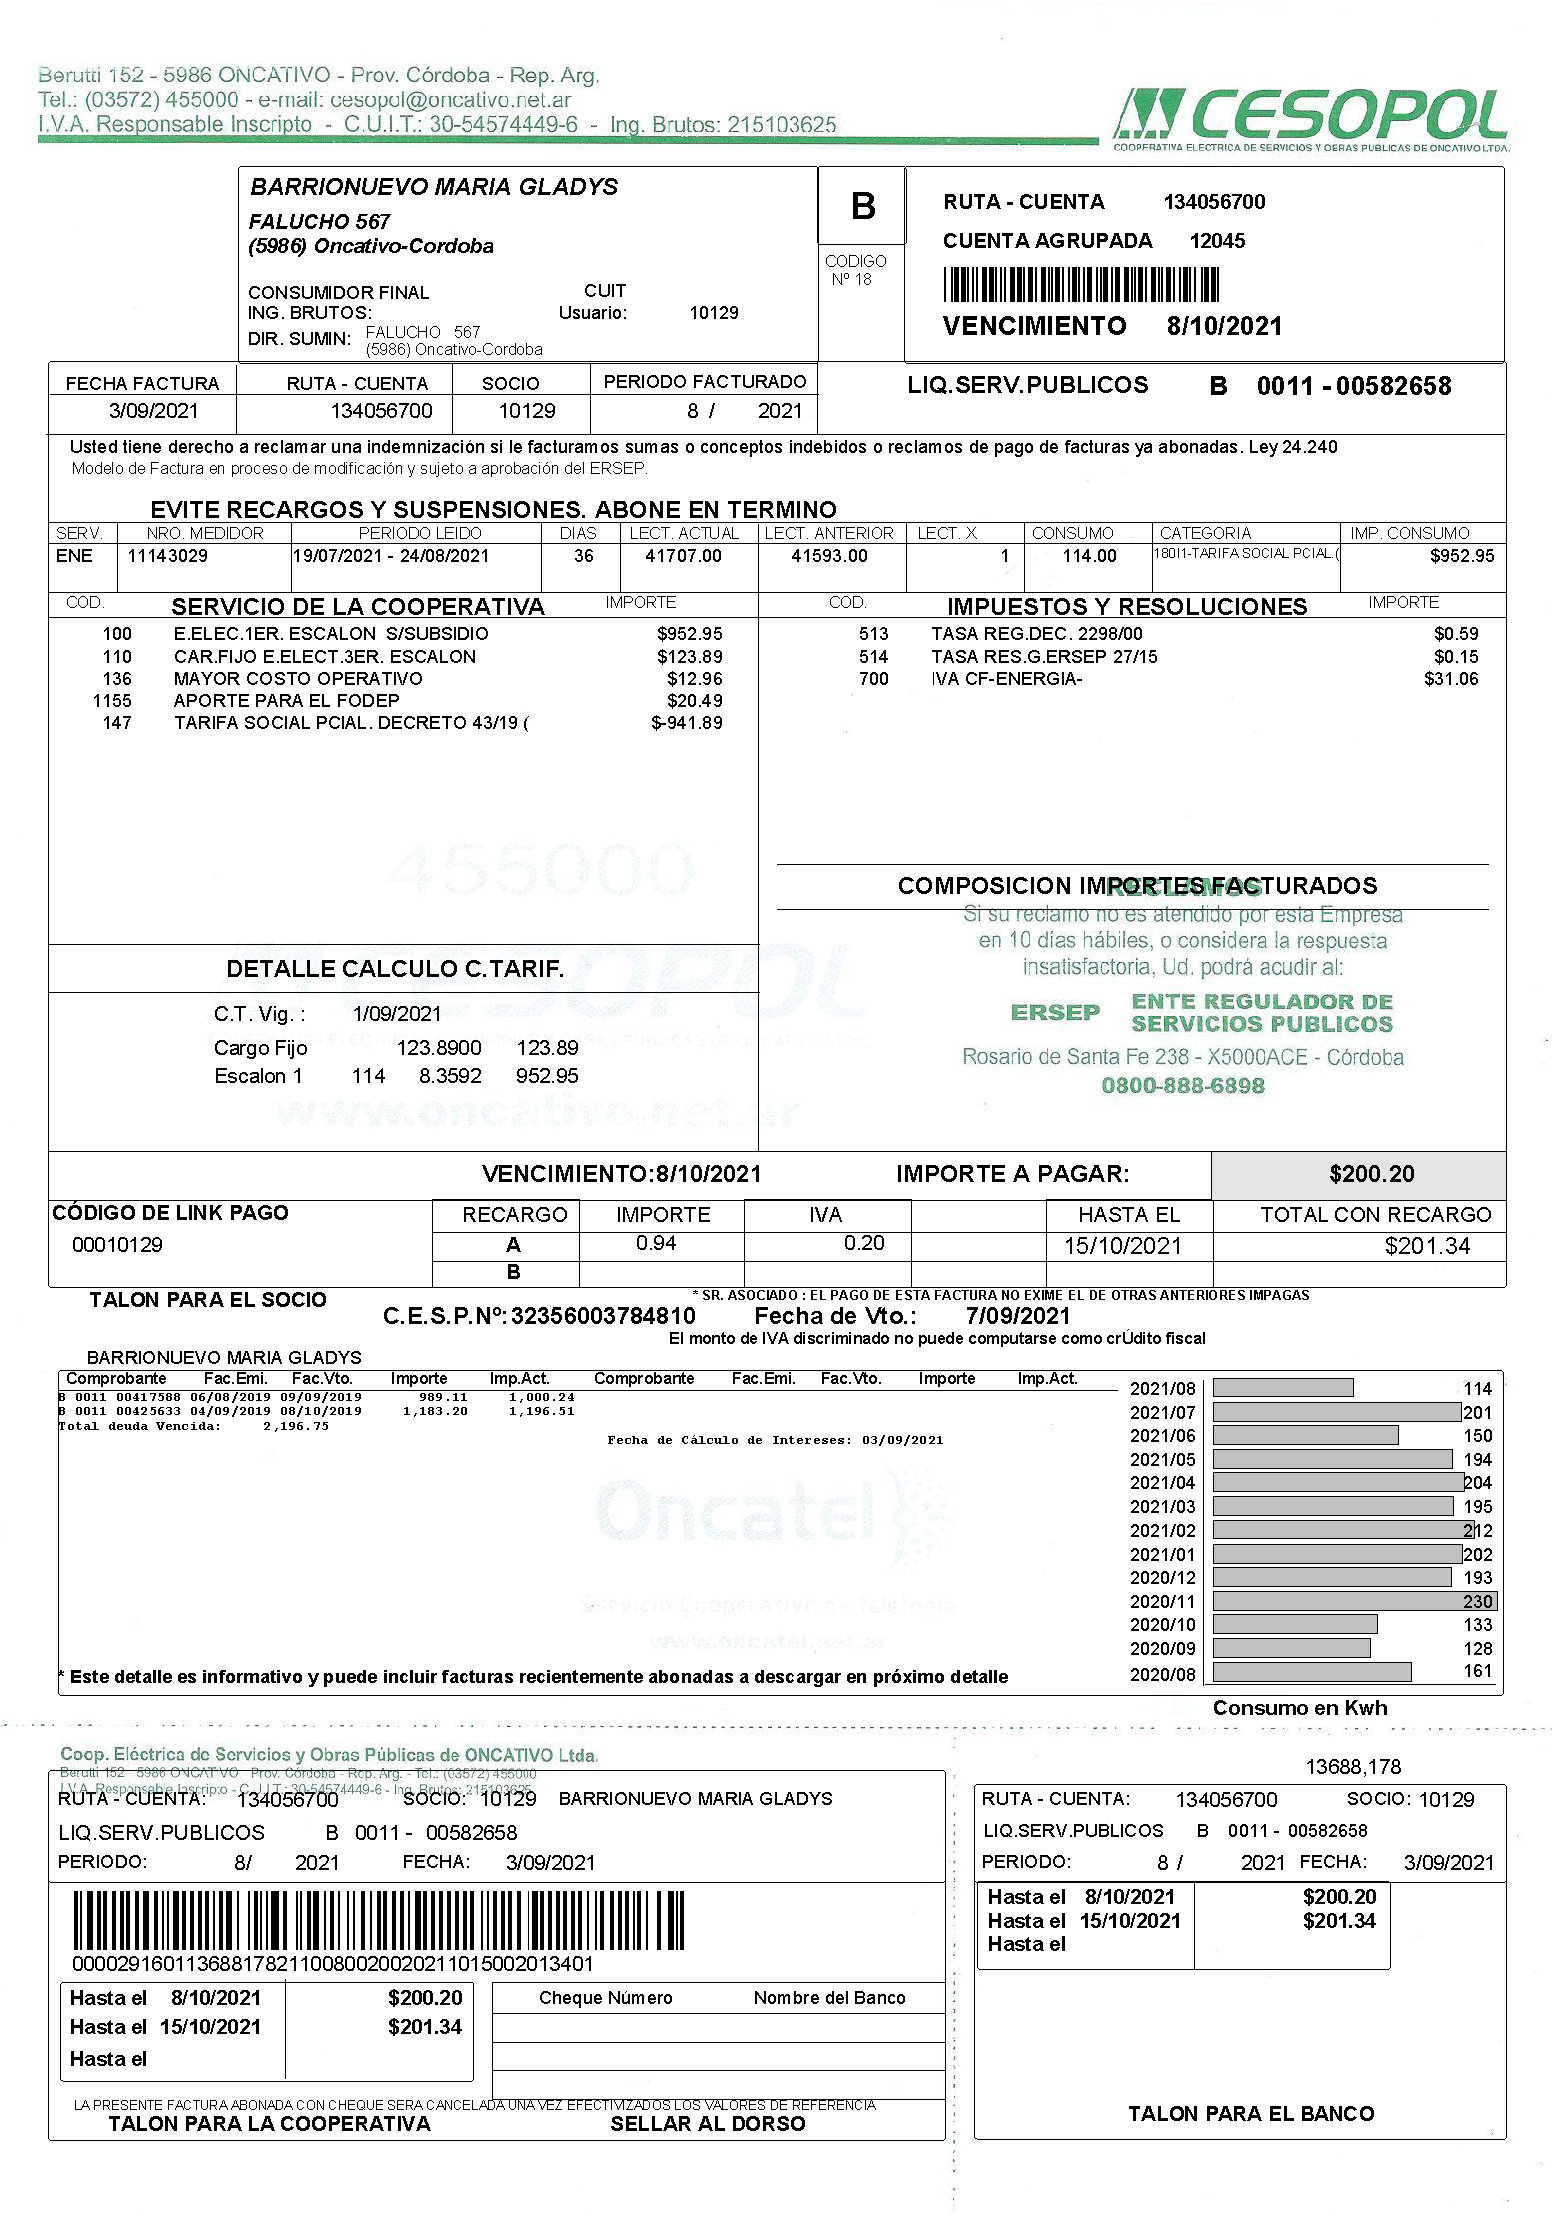 Berutti 152 - 5986 ONCATIVO - Prov. Córdoba - Rep. Arg.
Tel.: (03572) 455000 - e-mail: cesopol@oncativo.net.ar
I.V.A. Responsable Inscripto - C.U.I.T.: 30-54574449-6 - Ing. Brutos: 215103625
CESOPOL
COOPERATIVA ELECTRICA DE SERVICIOS Y OBRAS PUBLICAS DE ONCATIVO LTDA.
BARRIONUEVO MARIA GLADYS
FALUCHO 567
(5986) Oncativo-Cordoba
CONSUMIDOR FINAL CUIT
ING. BRUTOS: Usuario: 10129
DIR. SUMIN: FALUCHO 567
(5986) Oncativo-Cordoba
B
CODIGO
Nº 18
RUTA - CUENTA 134056700
CUENTA AGRUPADA 12045
VENCIMIENTO 8/10/2021
FECHA FACTURA RUTA - CUENTA SOCIO PERIODO FACTURADO
3/09/2021 134056700 10129 8 / 2021
LIQ.SERV.PUBLICOS B 0011 - 00582658
Usted tiene derecho a reclamar una indemnización si le facturamos sumas o conceptos indebidos o reclamos de pago de facturas ya abonadas. Ley 24.240
Modelo de Factura en proceso de modificación y sujeto a aprobación del ERSEP.
EVITE RECARGOS Y SUSPENSIONES. ABONE EN TERMINO
SERV. NRO. MEDIDOR PERIODO LEIDO DIAS LECT. ACTUAL LECT. ANTERIOR LECT. X CONSUMO CATEGORIA IMP. CONSUMO
ENE 11143029 19/07/2021 - 24/08/2021 36 41707.00 41593.00 1 114.00 180I1-TARIFA SOCIAL PCIAL.( $952.95
COD. SERVICIO DE LA COOPERATIVA IMPORTE
100 E.ELEC.1ER. ESCALON S/SUBSIDIO $952.95
110 CAR.FIJO E.ELECT.3ER. ESCALON $123.89
136 MAYOR COSTO OPERATIVO $12.96
1155 APORTE PARA EL FODEP $20.49
147 TARIFA SOCIAL PCIAL. DECRETO 43/19 ( $-941.89
COD. IMPUESTOS Y RESOLUCIONES IMPORTE
513 TASA REG.DEC. 2298/00 $0.59
514 TASA RES.G.ERSEP 27/15 $0.15
700 IVA CF-ENERGIA- $31.06
455000
CESOPOL
www.oncativo.net.ar
COMPOSICION IMPORTES FACTURADOS
RECLAMOS
Si su reclamo no es atendido por esta Empresa
en 10 días hábiles, o considera la respuesta
insatisfactoria, Ud. podrá acudir al:
ERSEP ENTE REGULADOR DE
SERVICIOS PUBLICOS
Rosario de Santa Fe 238 - X5000ACE - Córdoba
0800-888-6898
DETALLE CALCULO C.TARIF.
C.T. Vig. : 1/09/2021
Cargo Fijo 123.8900 123.89
Escalon 1 114 8.3592 952.95
VENCIMIENTO:8/10/2021 IMPORTE A PAGAR: $200.20
CÓDIGO DE LINK PAGO RECARGO IMPORTE IVA HASTA EL TOTAL CON RECARGO
00010129 A 0.94 0.20 15/10/2021 $201.34
B
TALON PARA EL SOCIO
* SR. ASOCIADO : EL PAGO DE ESTA FACTURA NO EXIME EL DE OTRAS ANTERIORES IMPAGAS
C.E.S.P.Nº: 32356003784810 Fecha de Vto.: 7/09/2021
El monto de IVA discriminado no puede computarse como crÚdito fiscal
BARRIONUEVO MARIA GLADYS
Comprobante Fac.Emi. Fac.Vto. Importe Imp.Act. Comprobante Fac.Emi. Fac.Vto. Importe Imp.Act.
B 0011 00417588 06/08/2019 09/09/2019 989.11 1,000.24
B 0011 00425633 04/09/2019 08/10/2019 1,183.20 1,196.51
Total deuda Vencida: 2,196.75
Fecha de Cálculo de Intereses: 03/09/2021
Oncatel
Servicio Cooperativo de Telefonía
www.oncatel.net.ar
* Este detalle es informativo y puede incluir facturas recientemente abonadas a descargar en próximo detalle
2021/08 114
2021/07 201
2021/06 150
2021/05 194
2021/04 204
2021/03 195
2021/02 212
2021/01 202
2020/12 193
2020/11 230
2020/10 133
2020/09 128
2020/08 161
Consumo en Kwh
Coop. Eléctrica de Servicios y Obras Públicas de ONCATIVO Ltda.
Berutti 152 - 5986 ONCATIVO - Prov. Córdoba - Rep. Arg. - Tel.: (03572) 455000
I.V.A. Responsable Inscripto - C.U.I.T.: 30-54574449-6 - Ing. Brutos: 215103625
RUTA - CUENTA: 134056700 SOCIO: 10129 BARRIONUEVO MARIA GLADYS
LIQ.SERV.PUBLICOS B 0011 - 00582658
PERIODO: 8/ 2021 FECHA: 3/09/2021
00002916011368817821100800200202110150020​13401
Hasta el 8/10/2021 $200.20
Hasta el 15/10/2021 $201.34
Hasta el
Cheque Número Nombre del Banco
LA PRESENTE FACTURA ABONADA CON CHEQUE SERA CANCELADA UNA VEZ EFECTIVIZADOS LOS VALORES DE REFERENCIA
TALON PARA LA COOPERATIVA SELLAR AL DORSO
13688,178
RUTA - CUENTA: 134056700 SOCIO: 10129
LIQ.SERV.PUBLICOS B 0011 - 00582658
PERIODO: 8 / 2021 FECHA: 3/09/2021
Hasta el 8/10/2021 $200.20
Hasta el 15/10/2021 $201.34
Hasta el
TALON PARA EL BANCO